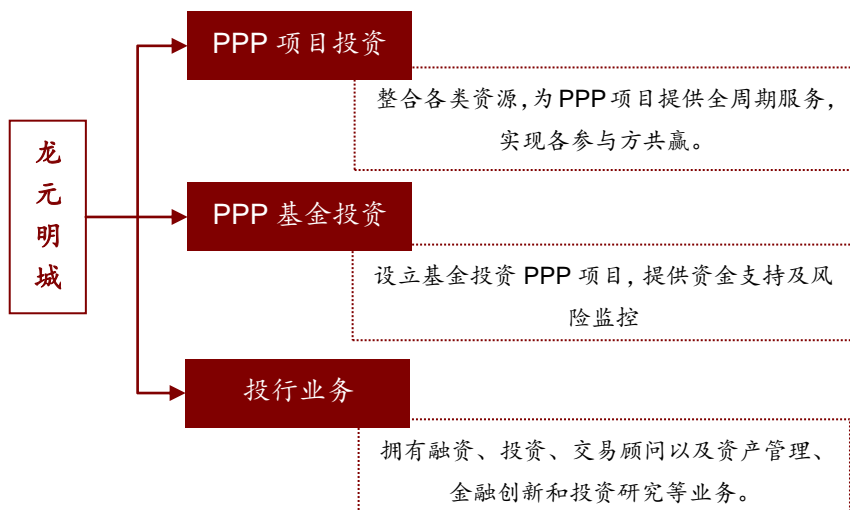 PPP 项目投资
整合各类资源，为 PPP 项目提供全周期服务，
实现各参与方共赢。
龙元明城
PPP 基金投资
设立基金投资 PPP 项目，提供资金支持及风
险监控
投行业务
拥有融资、投资、交易顾问以及资产管理、
金融创新和投资研究等业务。